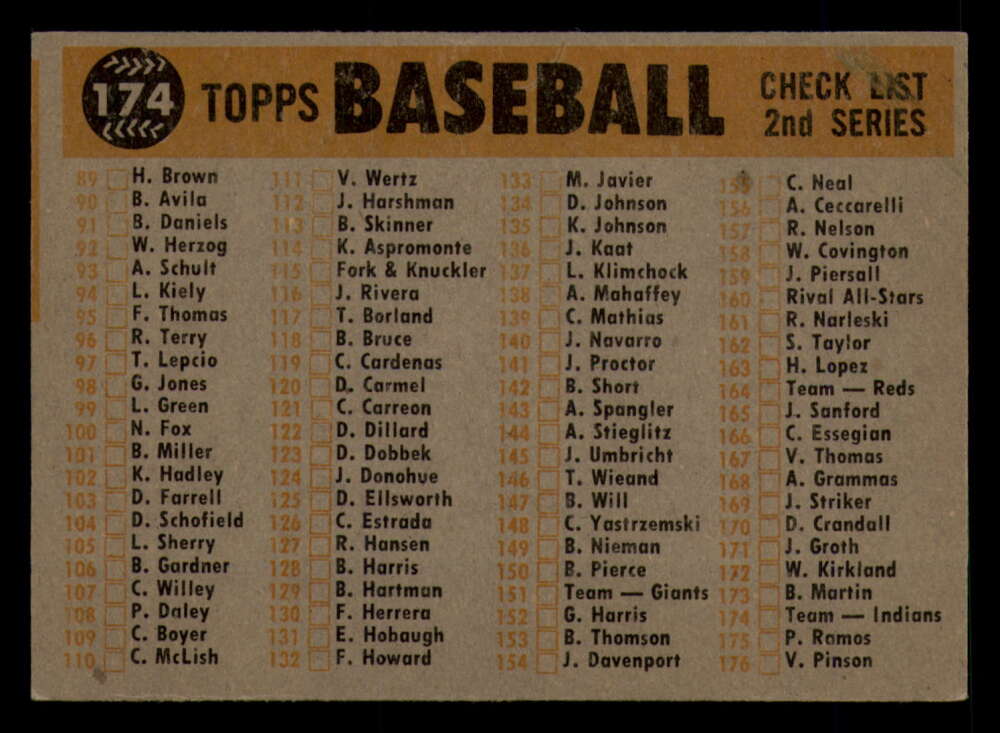 174 TOPPS BASEBALL CHECK LIST
2nd SERIES
89 H. Brown
90 B. Avila
91 B. Daniels
92 W. Herzog
93 A. Schult
94 L. Kiely
95 F. Thomas
96 R. Terry
97 T. Lepcio
98 G. Jones
99 L. Green
100 N. Fox
101 B. Miller
102 K. Hadley
103 D. Farrell
104 D. Schofield
105 L. Sherry
106 B. Gardner
107 C. Willey
108 P. Daley
109 C. Boyer
110 C. McLish
111 V. Wertz
112 J. Harshman
113 B. Skinner
114 K. Aspromonte
115 Fork & Knuckler
116 J. Rivera
117 T. Borland
118 B. Bruce
119 C. Cardenas
120 D. Carmel
121 C. Carreon
122 D. Dillard
123 D. Dobbek
124 J. Donohue
125 D. Ellsworth
126 C. Estrada
127 R. Hansen
128 B. Harris
129 B. Hartman
130 F. Herrera
131 E. Hobaugh
132 F. Howard
133 M. Javier
134 D. Johnson
135 K. Johnson
136 J. Kaat
137 L. Klimchock
138 A. Mahaffey
139 C. Mathias
140 J. Navarro
141 J. Proctor
142 B. Short
143 A. Spangler
144 A. Stieglitz
145 J. Umbricht
146 T. Wieand
147 B. Will
148 C. Yastrzemski
149 B. Nieman
150 B. Pierce
151 Team — Giants
152 G. Harris
153 B. Thomson
154 J. Davenport
155 C. Neal
156 A. Ceccarelli
157 R. Nelson
158 W. Covington
159 J. Piersall
160 Rival All-Stars
161 R. Narleski
162 S. Taylor
163 H. Lopez
164 Team — Reds
165 J. Sanford
166 C. Essegian
167 V. Thomas
168 A. Grammas
169 J. Striker
170 D. Crandall
171 J. Groth
172 W. Kirkland
173 B. Martin
174 Team — Indians
175 P. Ramos
176 V. Pinson